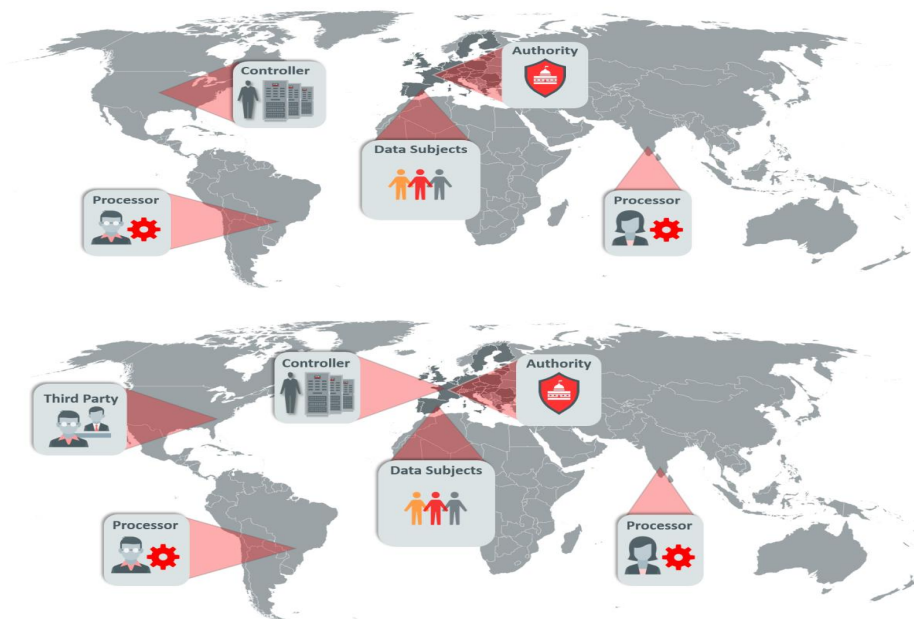 Authority
Controller
Data Subjects
Processor
Processor
Controller
Authority
Third Party
Data Subjects
Processor
Processor